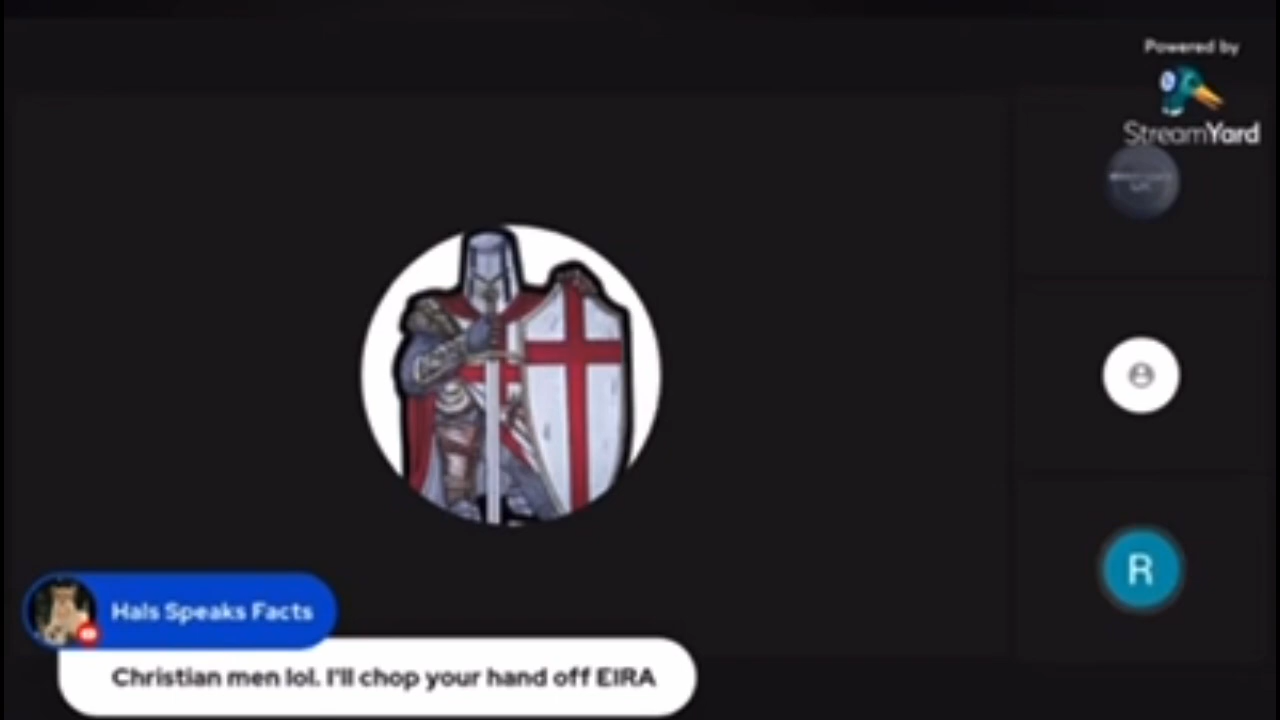 Powered by
StreamYard
R
Hals Speaks Facts
Christian men lol. I'll chop your hand off EIRA